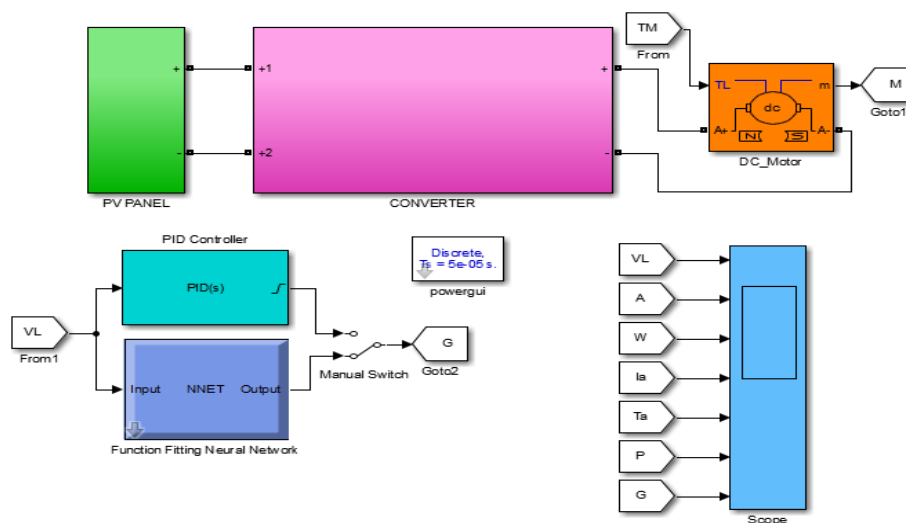 TM
From
+
+1
+
TL
m
M
Goto1
dc
A+
N
S
A-
-
+2
-
DC_Motor
PV PANEL
CONVERTER
PID Controller
PID(s)
Discrete,
Ts = 5e-05 s.
powergui
VL
From1
G
Goto2
Manual Switch
Input
NNET
Output
Function Fitting Neural Network
VL
A
W
Ia
Ta
P
G
Scope